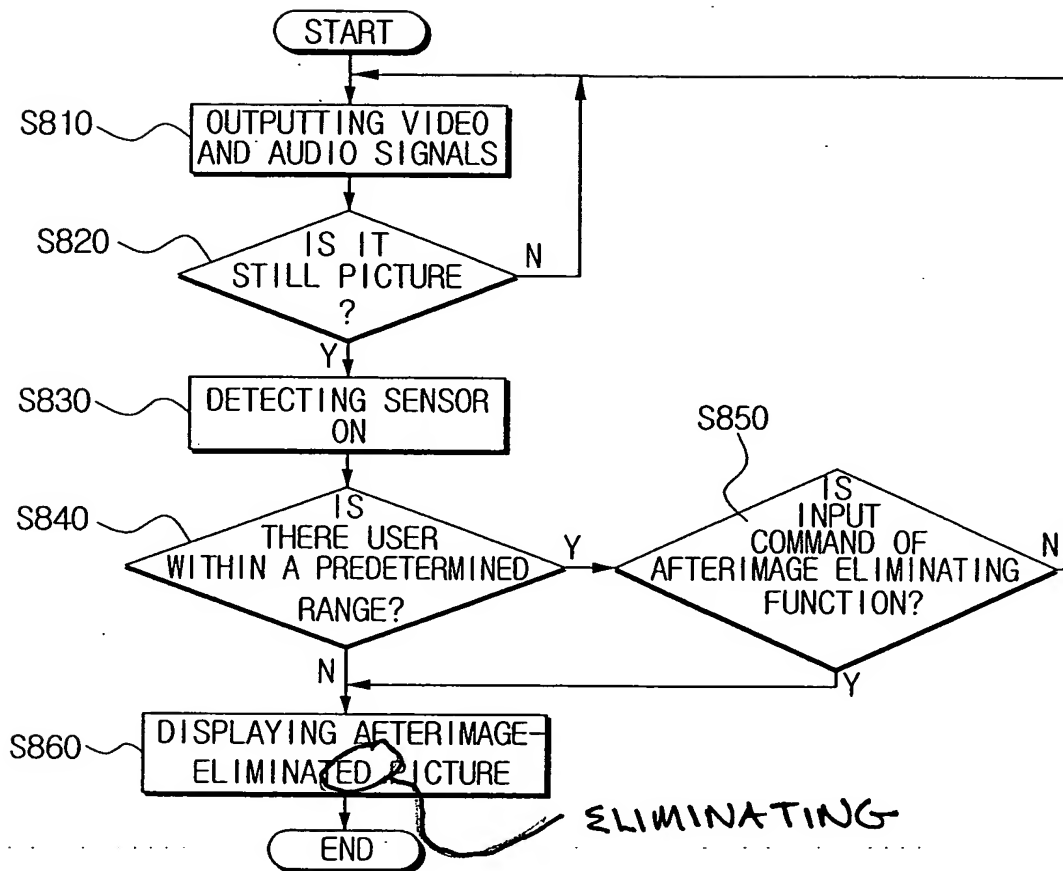 START
S810
OUTPUTTING VIDEO
AND AUDIO SIGNALS
S820
IS IT
STILL PICTURE
?
N
Y
S830
DETECTING SENSOR
ON
S840
IS
THERE USER
WITHIN A PREDETERMINED
RANGE?
Y
N
S850
IS
INPUT
COMMAND OF
AFTERIMAGE ELIMINATING
FUNCTION?
N
Y
S860
DISPLAYING AFTERIMAGE-
ELIMINATED PICTURE
ELIMINATING
END